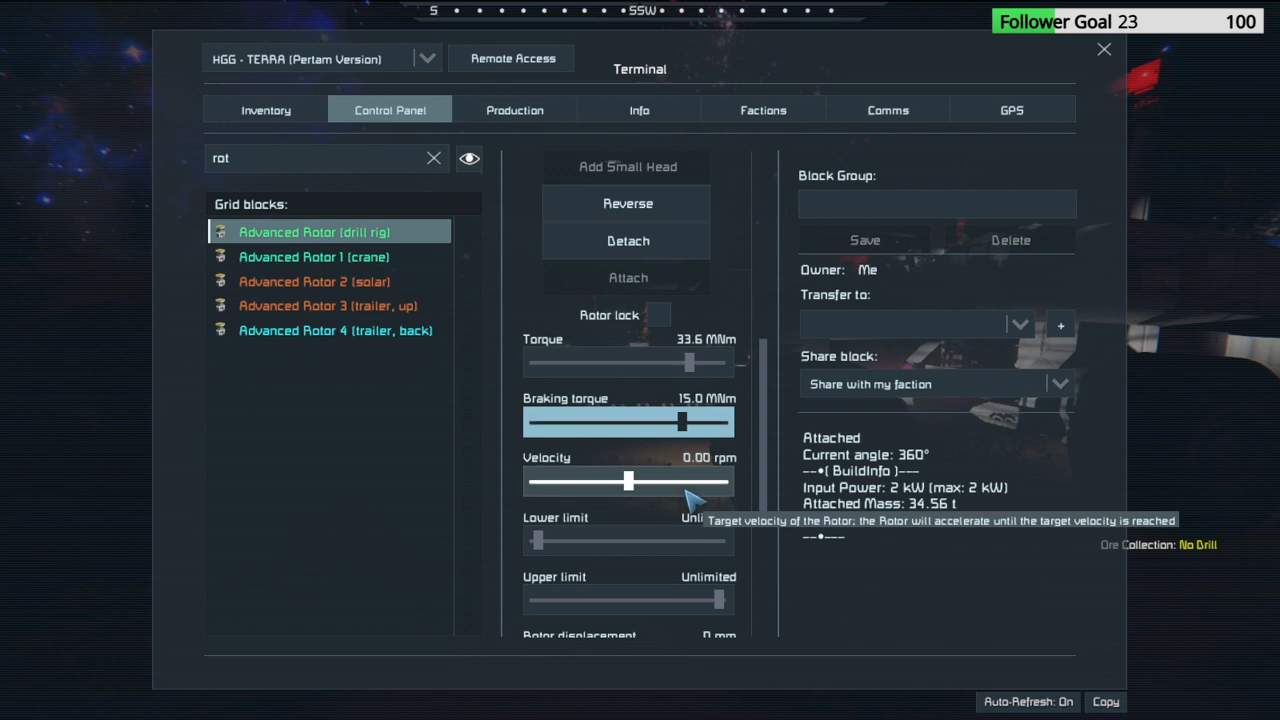 S SSW
Follower Goal 23 100
HGG - TERRA (Pertam Version)
Remote Access
Terminal
Inventory
Control Panel
Production
Info
Factions
Comms
GPS
rot
Grid blocks:
Advanced Rotor (drill rig)
Advanced Rotor 1 (crane)
Advanced Rotor 2 (solar)
Advanced Rotor 3 (trailer, up)
Advanced Rotor 4 (trailer, back)
Add Small Head
Reverse
Detach
Attach
Rotor lock
Torque 33.6 MNm
Braking torque 15.0 MNm
Velocity 0.00 rpm
Target velocity of the Rotor; the Rotor will accelerate until the target velocity is reached
Lower limit
Upper limit Unlimited
Rotor displacement 0 mm
Block Group:
Save
Delete
Owner: Me
Transfer to:
+
Share block:
Share with my faction
Attached
Current angle: 360°
--•( BuildInfo )---
Input Power: 2 kW (max: 2 kW)
Attached Mass: 34.56 t
--•---
Ore Collection: No Drill
Auto-Refresh: On
Copy